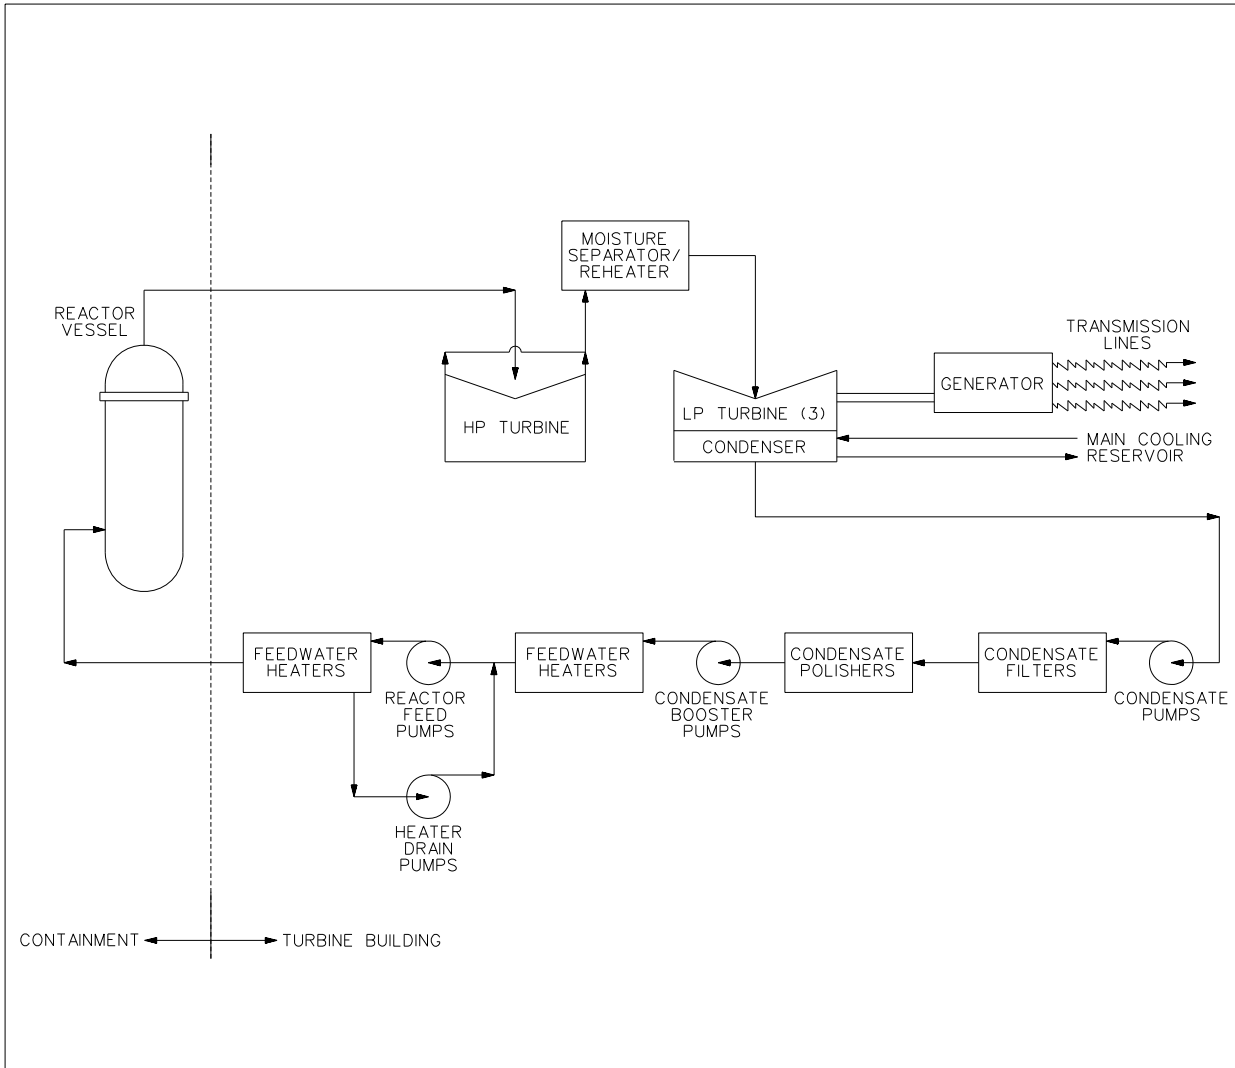 MOISTURE
SEPARATOR/
REHEATER
REACTOR
VESSEL
TRANSMISSION
LINES
GENERATOR
HP TURBINE
LP TURBINE (3)
CONDENSER
MAIN COOLING
RESERVOIR
FEEDWATER
HEATERS
REACTOR
FEED
PUMPS
FEEDWATER
HEATERS
CONDENSATE
BOOSTER
PUMPS
CONDENSATE
POLISHERS
CONDENSATE
FILTERS
CONDENSATE
PUMPS
HEATER
DRAIN
PUMPS
CONTAINMENT
TURBINE BUILDING